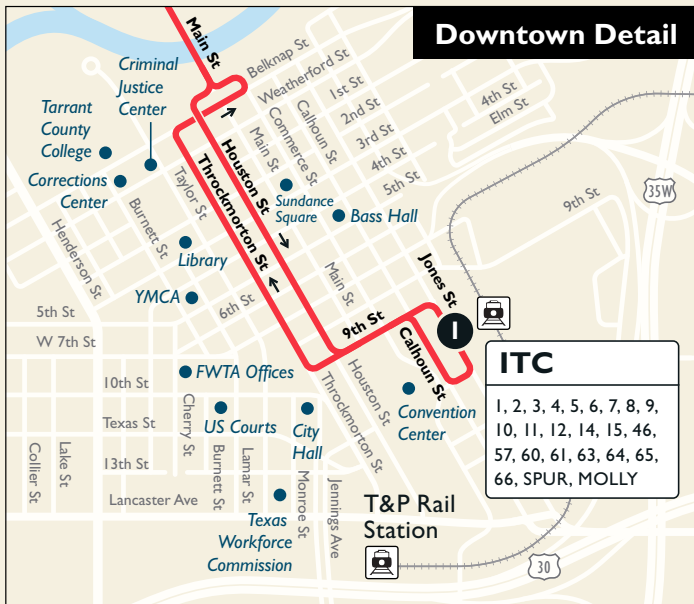 Downtown Detail
Main St
Belknap St
Weatherford St
1st St
2nd St
3rd St
4th St
5th St
4th St
Elm St
Criminal
Justice
Center
Tarrant
County
College
Corrections
Center
Calhoun St
Commerce St
Main St
Houston St
Throckmorton St
Taylor St
Burnett St
Henderson St
Sundance
Square
Bass Hall
35W
9th St
Library
YMCA
6th St
Main St
Jones St
5th St
W 7th St
9th St
Calhoun St
1
ITC
1, 2, 3, 4, 5, 6, 7, 8, 9,
10, 11, 12, 14, 15, 46,
57, 60, 61, 63, 64, 65,
66, SPUR, MOLLY
10th St
FWTA Offices
Houston St
Throckmorton St
Convention
Center
Texas St
Cherry St
US Courts
City
Hall
13th St
Collier St
Lake St
Burnett St
Lamar St
Monroe St
Jennings Ave
Lancaster Ave
Texas
Workforce
Commission
T&P Rail
Station
30